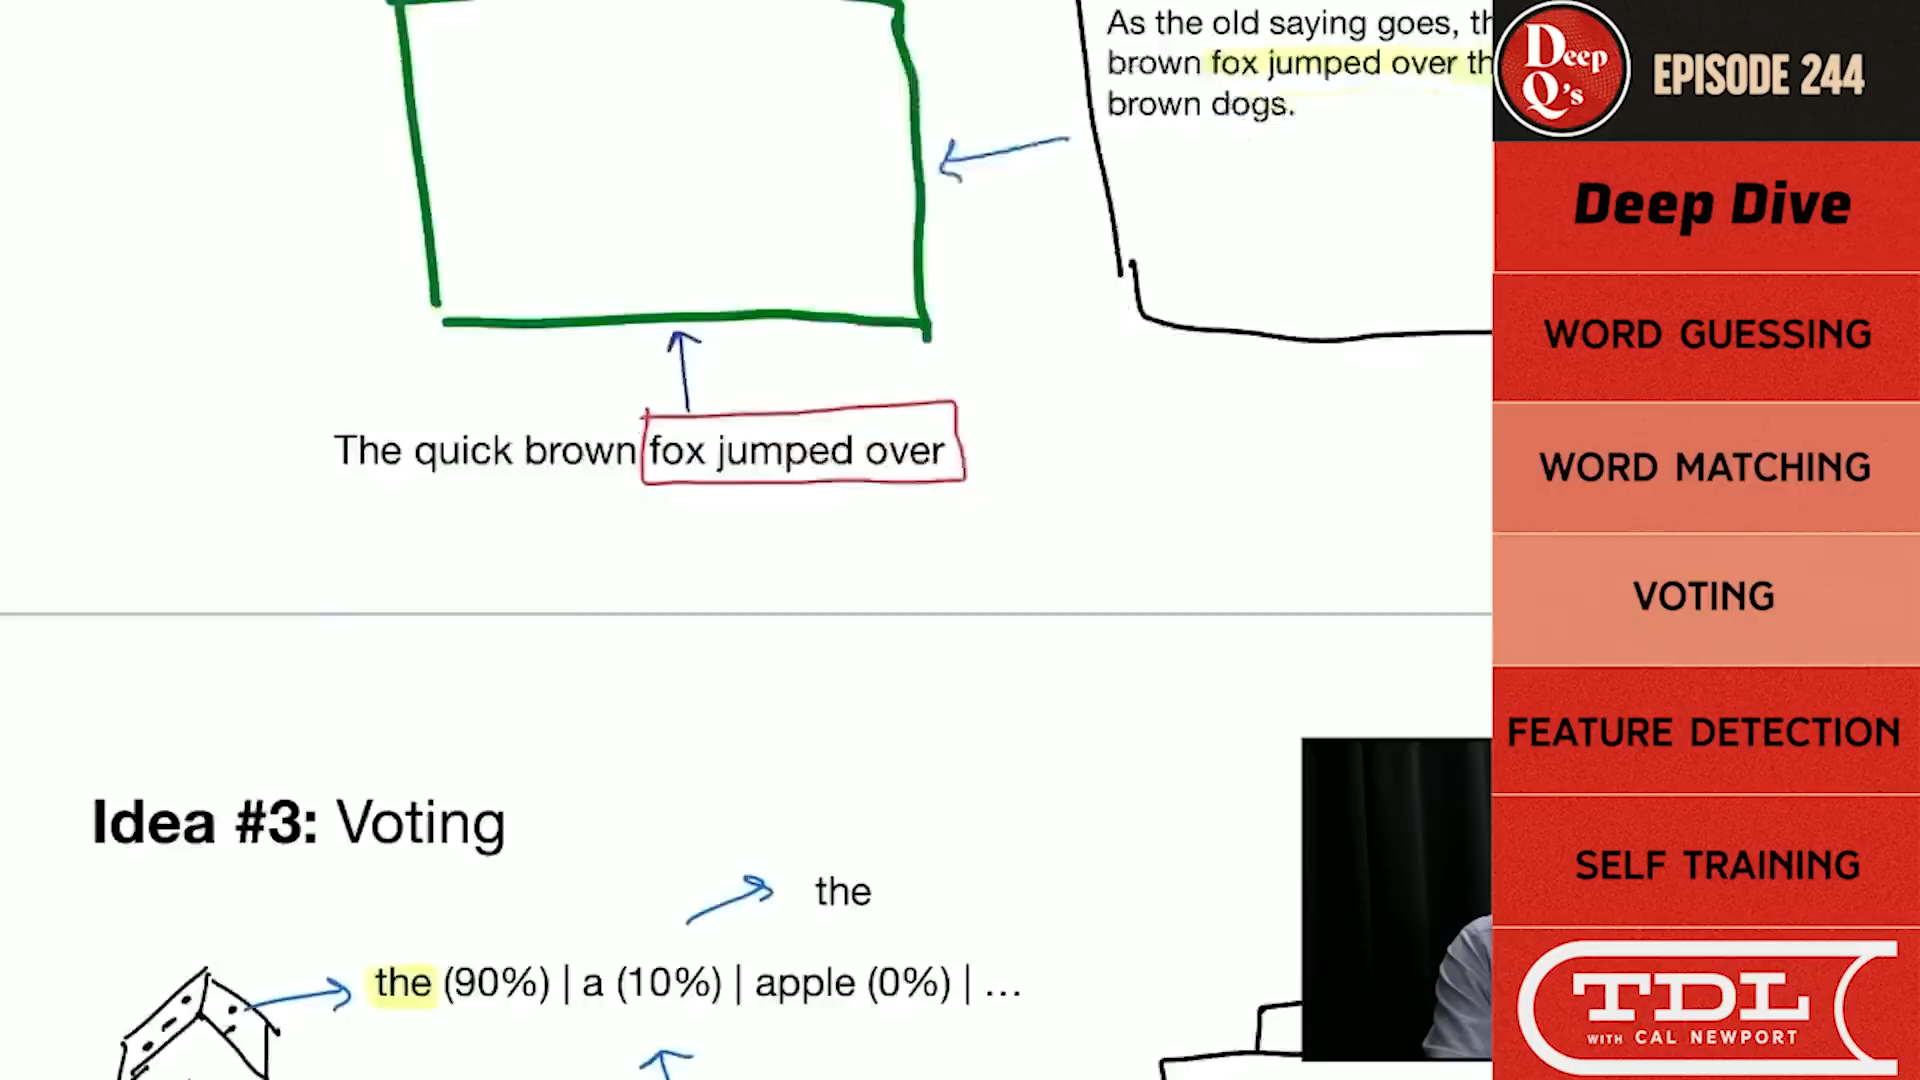 As the old saying goes, th
brown fox jumped over th
brown dogs.
The quick brown fox jumped over
Idea #3: Voting
the
the (90%) | a (10%) | apple (0%) | ...
Deep
Q's
EPISODE 244
Deep Dive
WORD GUESSING
WORD MATCHING
VOTING
FEATURE DETECTION
SELF TRAINING
TDL
WITH CAL NEWPORT